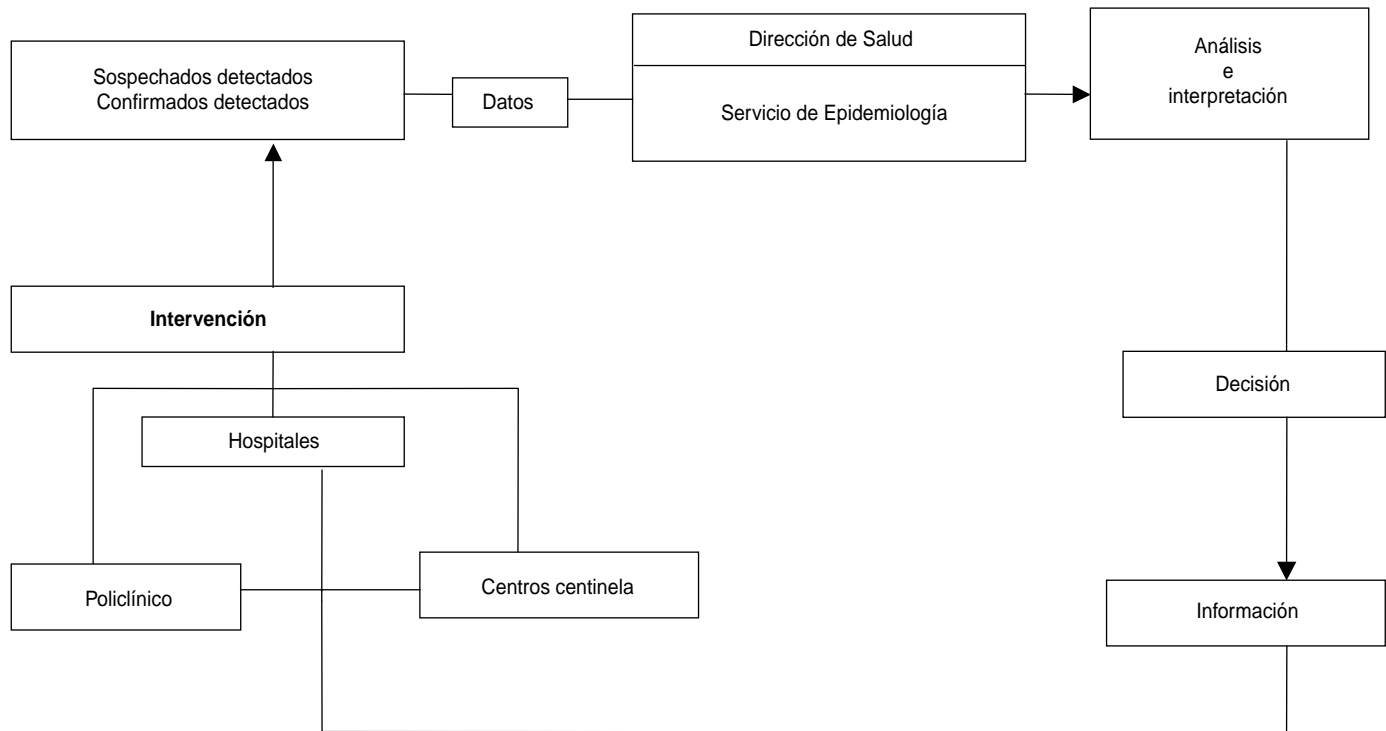 Sospechados detectados
Confirmados detectados
Datos
Dirección de Salud
Servicio de Epidemiología
Análisis
e
interpretación
Intervención
Decisión
Hospitales
Policlínico
Centros centinela
Información